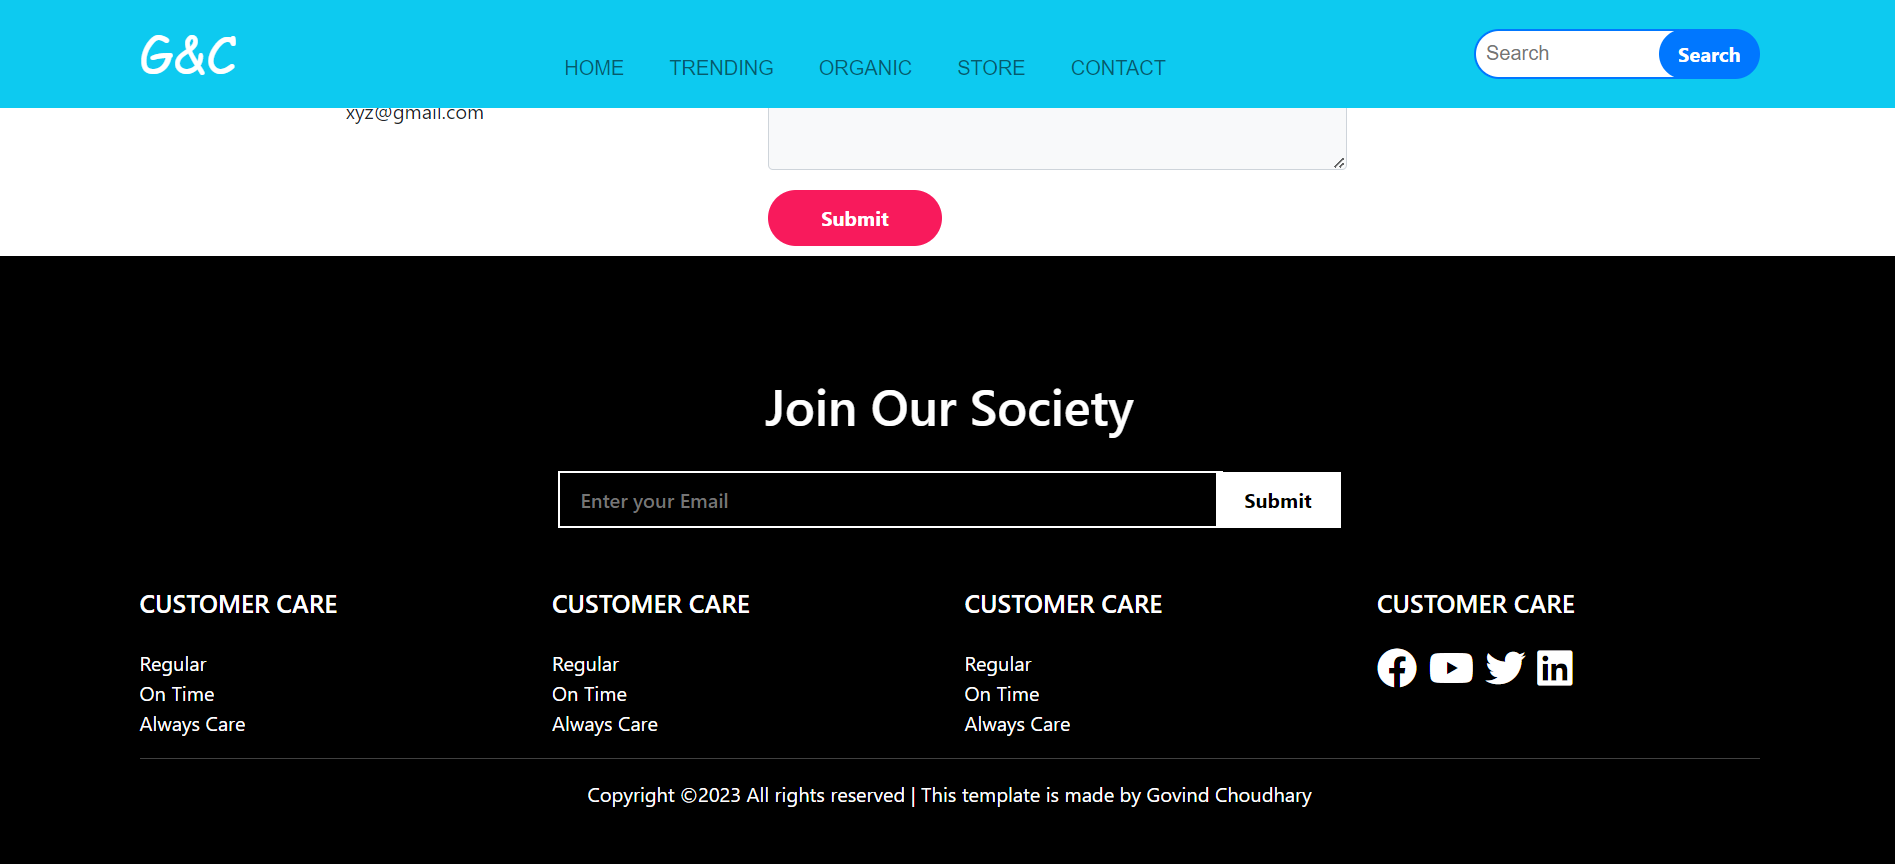 G&C
HOME TRENDING ORGANIC STORE CONTACT
Search Search
xyz@gmail.com
Submit
Join Our Society
Enter your Email Submit
CUSTOMER CARE CUSTOMER CARE CUSTOMER CARE CUSTOMER CARE
Regular Regular Regular
On Time On Time On Time
Always Care Always Care Always Care
Copyright ©2023 All rights reserved | This template is made by Govind Choudhary